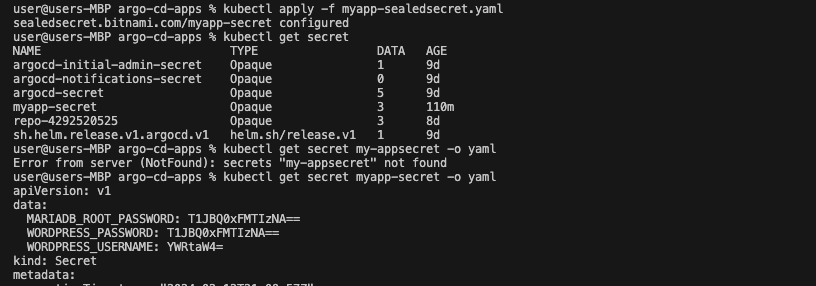 user@users-MBP argo-cd-apps % kubectl apply -f myapp-sealedsecret.yaml
sealedsecret.bitnami.com/myapp-secret configured
user@users-MBP argo-cd-apps % kubectl get secret
NAME TYPE DATA AGE
argocd-initial-admin-secret Opaque 1 9d
argocd-notifications-secret Opaque 0 9d
argocd-secret Opaque 5 9d
myapp-secret Opaque 3 110m
repo-4292520525 Opaque 3 8d
sh.helm.release.v1.argocd.v1 helm.sh/release.v1 1 9d
user@users-MBP argo-cd-apps % kubectl get secret my-appsecret -o yaml
Error from server (NotFound): secrets "my-appsecret" not found
user@users-MBP argo-cd-apps % kubectl get secret myapp-secret -o yaml
apiVersion: v1
data:
MARIADB_ROOT_PASSWORD: T1JBQ0xFMTIzNA==
WORDPRESS_PASSWORD: T1JBQ0xFMTIzNA==
WORDPRESS_USERNAME: YWRtaW4=
kind: Secret
metadata: